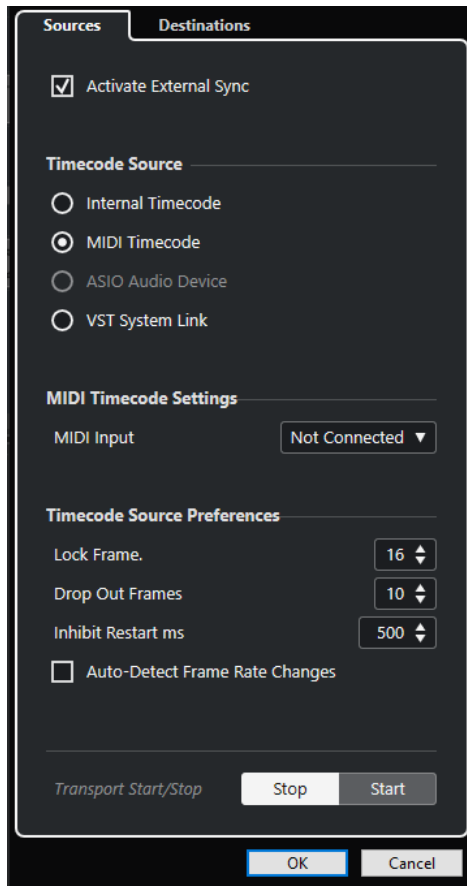 Sources Destinations
Activate External Sync
Timecode Source
Internal Timecode
MIDI Timecode
ASIO Audio Device
VST System Link
MIDI Timecode Settings
MIDI Input Not Connected
Timecode Source Preferences
Lock Frame. 16
Drop Out Frames 10
Inhibit Restart ms 500
Auto-Detect Frame Rate Changes
Transport Start/Stop Stop Start
OK Cancel